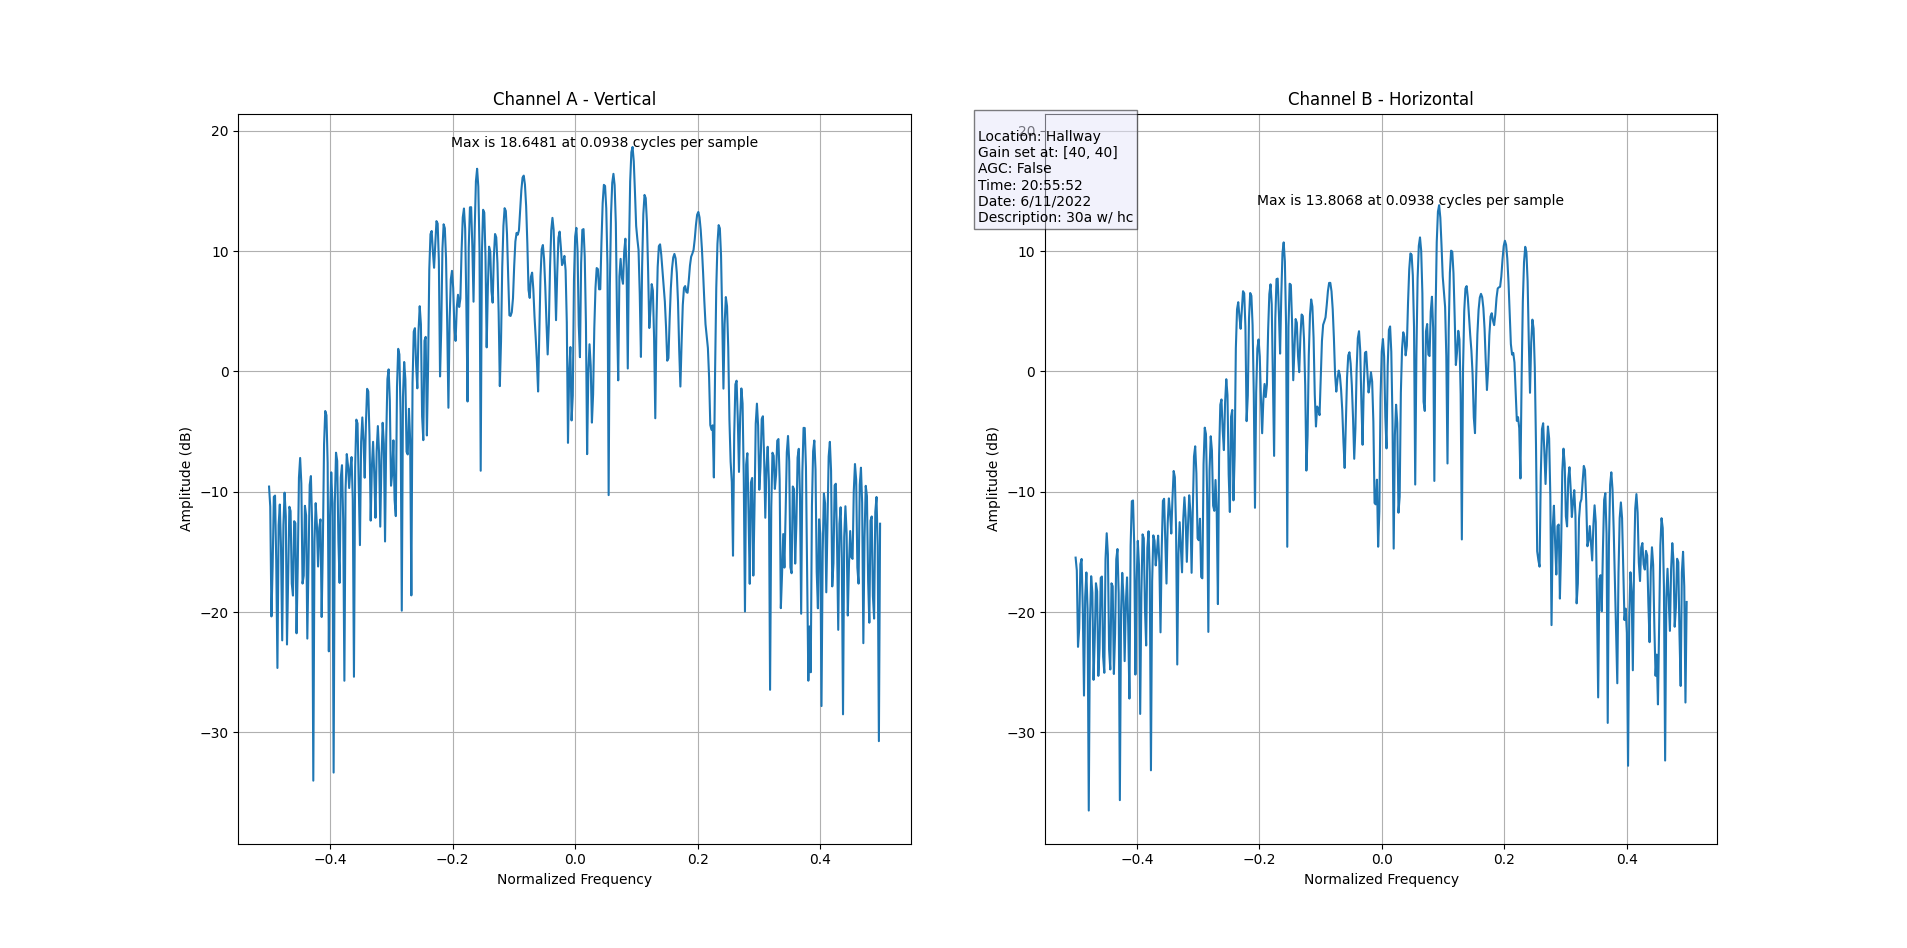 Channel A - Vertical
20
10
0
−10
−20
−30
Amplitude (dB)
Max is 18.6481 at 0.0938 cycles per sample
−0.4
−0.2
0.0
0.2
0.4
Normalized Frequency
Channel B - Horizontal
20
10
0
−10
−20
−30
Amplitude (dB)
Location: Hallway
Gain set at: [40, 40]
AGC: False
Time: 20:55:52
Date: 6/11/2022
Description: 30a w/ hc
Max is 13.8068 at 0.0938 cycles per sample
−0.4
−0.2
0.0
0.2
0.4
Normalized Frequency